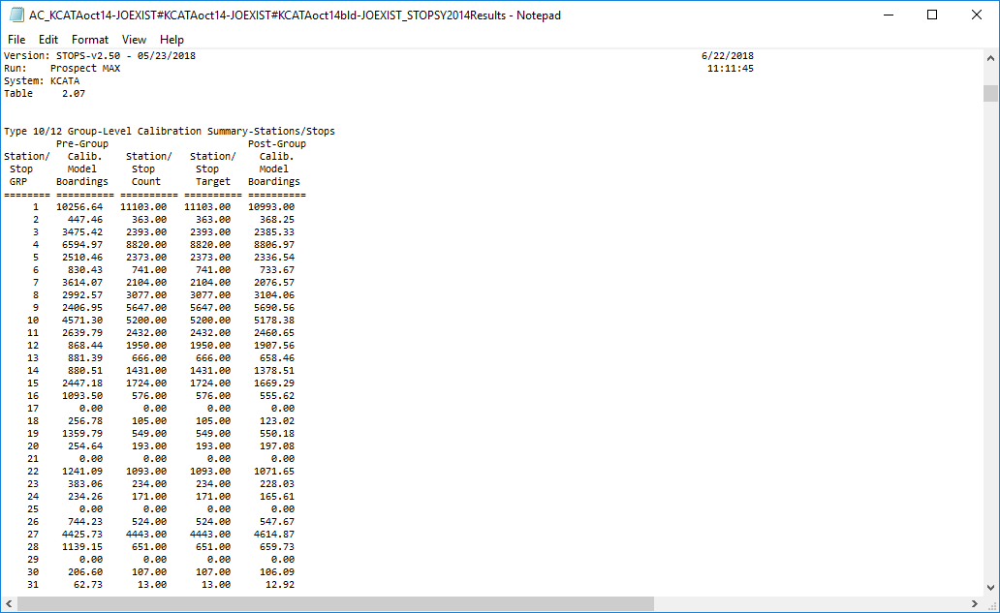 AC_KCATAoct14-JOEXIST#KCATAoct14-JOEXIST#KCATAoct14bld-JOEXIST_STOPSY2014Results - Notepad
File Edit Format View Help
Version: STOPS-v2.50 - 05/23/2018 6/22/2018
Run: Prospect MAX 11:11:45
System: KCATA
Table 2.07
Type 10/12 Group-Level Calibration Summary-Stations/Stops
Pre-Group Post-Group
Station/ Calib. Station/ Station/ Calib.
Stop Model Stop Stop Model
GRP Boardings Count Target Boardings
======== ========== ========== ========== ==========
1 10256.64 11103.00 11103.00 10993.00
2 447.46 363.00 363.00 368.25
3 3475.42 2393.00 2393.00 2385.33
4 6594.97 8820.00 8820.00 8806.97
5 2510.46 2373.00 2373.00 2336.54
6 830.43 741.00 741.00 733.67
7 3614.07 2104.00 2104.00 2076.57
8 2992.57 3077.00 3077.00 3104.06
9 2406.95 5647.00 5647.00 5690.56
10 4571.30 5200.00 5200.00 5178.38
11 2639.79 2432.00 2432.00 2460.65
12 868.44 1950.00 1950.00 1907.56
13 881.39 666.00 666.00 658.46
14 880.51 1431.00 1431.00 1378.51
15 2447.18 1724.00 1724.00 1669.29
16 1093.50 576.00 576.00 555.62
17 0.00 0.00 0.00 0.00
18 256.78 105.00 105.00 123.02
19 1359.79 549.00 549.00 550.18
20 254.64 193.00 193.00 197.08
21 0.00 0.00 0.00 0.00
22 1241.09 1093.00 1093.00 1071.65
23 383.06 234.00 234.00 228.03
24 234.26 171.00 171.00 165.61
25 0.00 0.00 0.00 0.00
26 744.23 524.00 524.00 547.67
27 4425.73 4443.00 4443.00 4614.87
28 1139.15 651.00 651.00 659.73
29 0.00 0.00 0.00 0.00
30 206.60 107.00 107.00 106.09
31 62.73 13.00 13.00 12.92